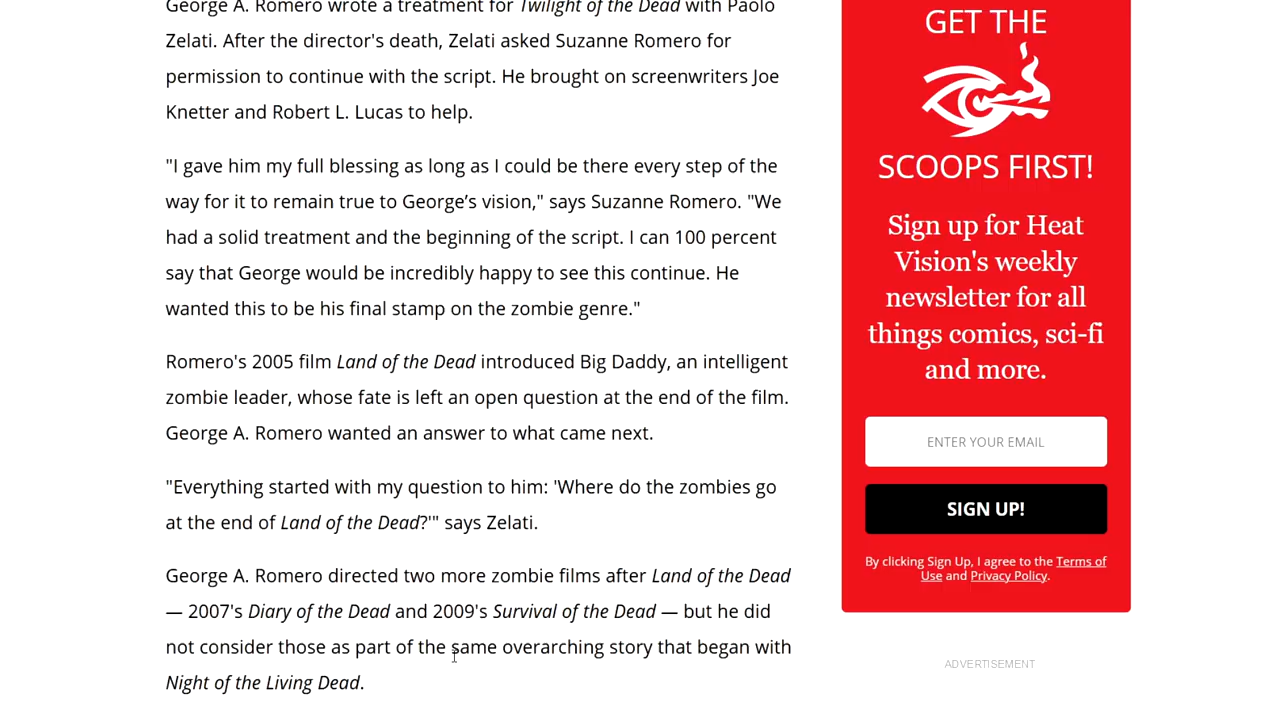 George A. Romero wrote a treatment for Twilight of the Dead with Paolo
Zelati. After the director's death, Zelati asked Suzanne Romero for
permission to continue with the script. He brought on screenwriters Joe
Knetter and Robert L. Lucas to help.
"I gave him my full blessing as long as I could be there every step of the
way for it to remain true to George’s vision," says Suzanne Romero. "We
had a solid treatment and the beginning of the script. I can 100 percent
say that George would be incredibly happy to see this continue. He
wanted this to be his final stamp on the zombie genre."
Romero's 2005 film Land of the Dead introduced Big Daddy, an intelligent
zombie leader, whose fate is left an open question at the end of the film.
George A. Romero wanted an answer to what came next.
"Everything started with my question to him: 'Where do the zombies go
at the end of Land of the Dead?'" says Zelati.
George A. Romero directed two more zombie films after Land of the Dead
— 2007's Diary of the Dead and 2009's Survival of the Dead — but he did
not consider those as part of the same overarching story that began with
Night of the Living Dead.
GET THE
SCOOPS FIRST!
Sign up for Heat
Vision's weekly
newsletter for all
things comics, sci-fi
and more.
ENTER YOUR EMAIL
SIGN UP!
By clicking Sign Up, I agree to the Terms of
Use and Privacy Policy.
ADVERTISEMENT